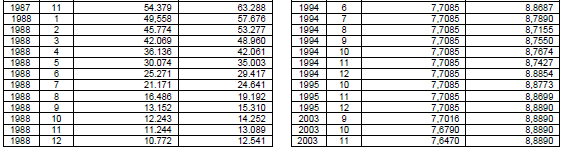 1987 11 54.379 63.288 1994 6 7,7085 8.8687
1988 1 49,558 57.676 1994 7 7,7085 8,7890
1988 2 45.774 53.277 1994 8 7,7085 8,7155
1988 3 42.069 48.960 1994 9 7,7085 8,7550
1988 4 36.136 42.061 1994 10 7,7085 8,7674
1988 5 30.074 35.003 1994 11 7,7085 8,7427
1988 6 25.271 29.417 1994 12 7.7085 8.8854
1988 7 21.171 24.641 1995 10 7,7085 8,8773
1988 8 16.486 19.192 1995 11 7,7085 8,8699
1988 9 13.152 15.310 1995 12 7,7085 8,8890
1988 10 12.243 14.252 2003 9 7,7016 8,8890
1988 11 11.244 13.089 2003 10 7,6790 8,8890
1988 12 10.772 12.541 2003 11 7,6470 8,8890